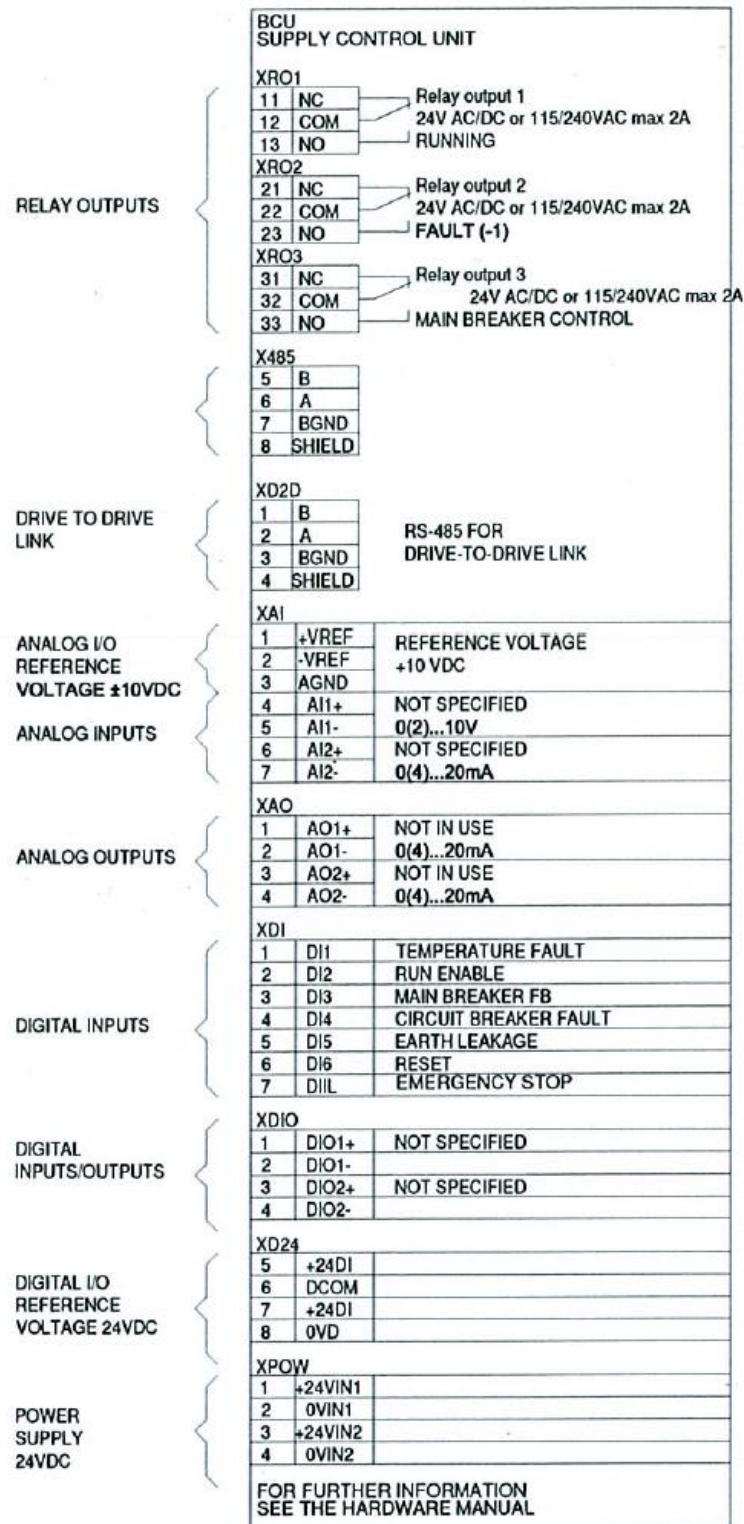 BCU
SUPPLY CONTROL UNIT
XRO1
11 NC Relay output 1
12 COM 24V AC/DC or 115/240VAC max 2A
13 NO RUNNING
XRO2
RELAY OUTPUTS
21 NC Relay output 2
22 COM 24V AC/DC or 115/240VAC max 2A
23 NO FAULT (-1)
XRO3
31 NC Relay output 3
32 COM 24V AC/DC or 115/240VAC max 2A
33 NO MAIN BREAKER CONTROL
X485
5 B
6 A
7 BGND
8 SHIELD
XD2D
DRIVE TO DRIVE
LINK
1 B
2 A
3 BGND
4 SHIELD
RS-485 FOR
DRIVE-TO-DRIVE LINK
XAI
ANALOG I/O
REFERENCE
VOLTAGE ±10VDC
1 +VREF
2 -VREF
3 AGND
REFERENCE VOLTAGE
+10 VDC
ANALOG INPUTS
4 AI1+ NOT SPECIFIED
5 AI1- 0(2)...10V
6 AI2+ NOT SPECIFIED
7 AI2- 0(4)...20mA
XAO
ANALOG OUTPUTS
1 AO1+ NOT IN USE
2 AO1- 0(4)...20mA
3 AO2+ NOT IN USE
4 AO2- 0(4)...20mA
XDI
DIGITAL INPUTS
1 DI1 TEMPERATURE FAULT
2 DI2 RUN ENABLE
3 DI3 MAIN BREAKER FB
4 DI4 CIRCUIT BREAKER FAULT
5 DI5 EARTH LEAKAGE
6 DI6 RESET
7 DIIL EMERGENCY STOP
XDIO
DIGITAL
INPUTS/OUTPUTS
1 DIO1+ NOT SPECIFIED
2 DIO1-
3 DIO2+ NOT SPECIFIED
4 DIO2-
XD24
DIGITAL I/O
REFERENCE
VOLTAGE 24VDC
5 +24DI
6 DCOM
7 +24DI
8 0VD
XPOW
POWER
SUPPLY
24VDC
1 +24VIN1
2 0VIN1
3 +24VIN2
4 0VIN2
FOR FURTHER INFORMATION
SEE THE HARDWARE MANUAL